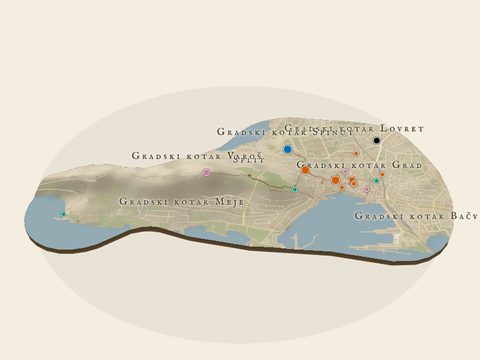 Gradski kotar Spinut
Gradski kotar Lovret
Gradski kotar Varoš
Split
Gradski kotar Grad
Gradski kotar Meje
Gradski kotar Bačv